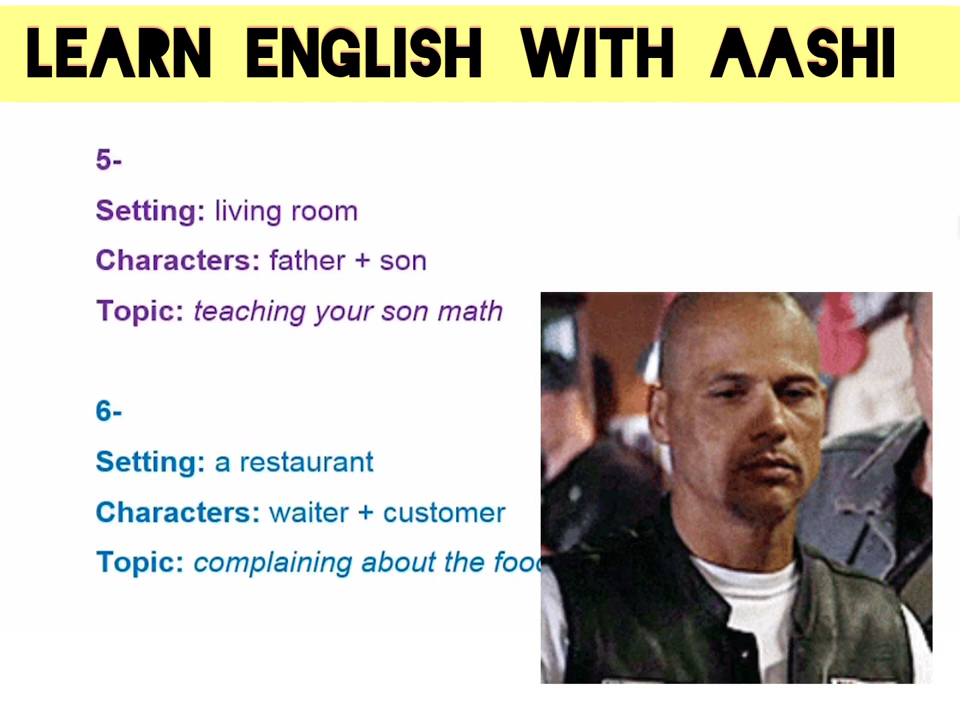 LEARN ENGLISH WITH AASHI
5-
Setting: living room
Characters: father + son
Topic: teaching your son math
6-
Setting: a restaurant
Characters: waiter + customer
Topic: complaining about the foo